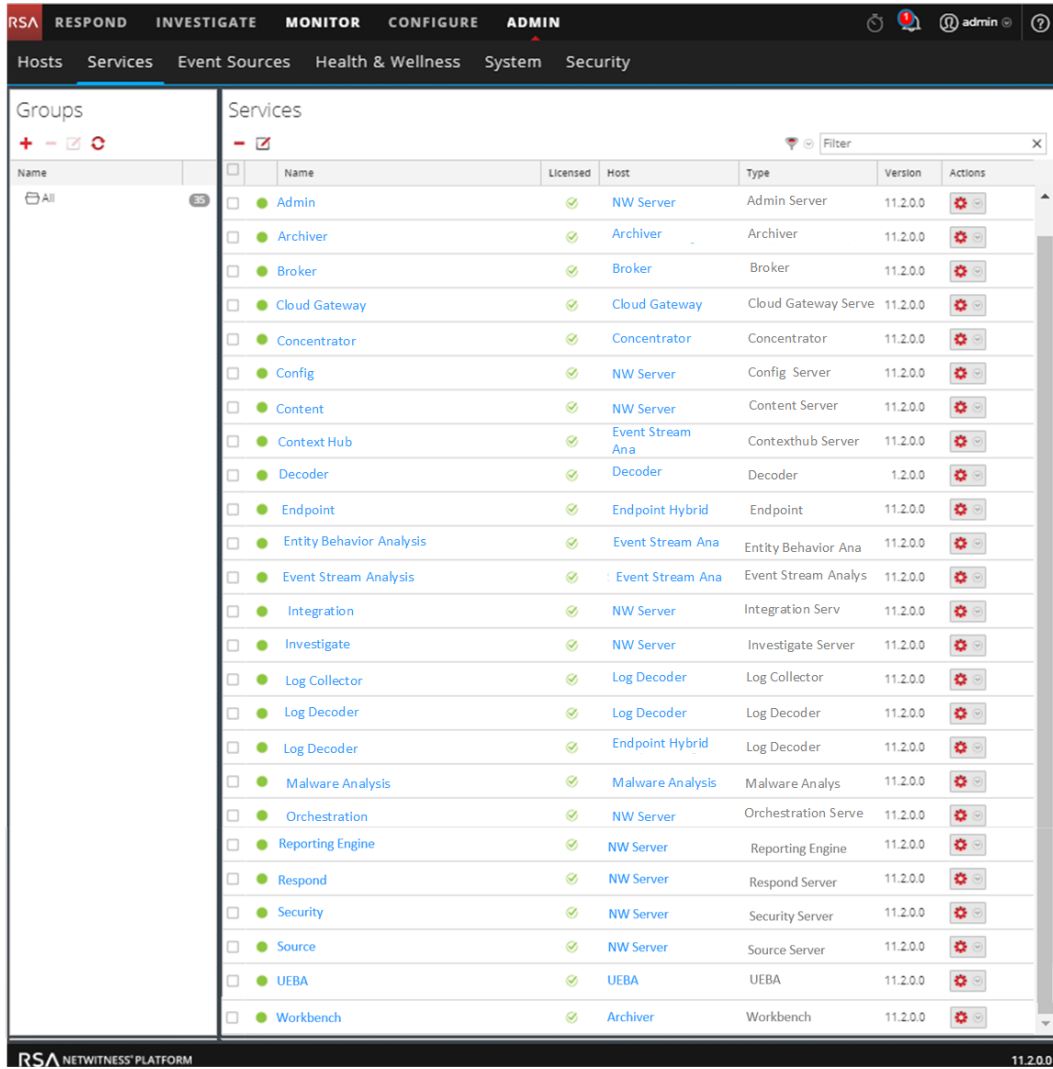 RSA RESPOND INVESTIGATE MONITOR CONFIGURE ADMIN 1 admin ?
Hosts Services Event Sources Health & Wellness System Security
Groups
Name
All 35
Services
Filter X
Name Licensed Host Type Version Actions
Admin NW Server Admin Server 11.2.0.0
Archiver Archiver Archiver 11.2.0.0
Broker Broker Broker 11.2.0.0
Cloud Gateway Cloud Gateway Cloud Gateway Serve 11.2.0.0
Concentrator Concentrator Concentrator 11.2.0.0
Config NW Server Config Server 11.2.0.0
Content NW Server Content Server 11.2.0.0
Context Hub Event Stream Ana Contexthub Server 11.2.0.0
Decoder Decoder Decoder 1.2.0.0
Endpoint Endpoint Hybrid Endpoint 11.2.0.0
Entity Behavior Analysis Event Stream Ana Entity Behavior Ana 11.2.0.0
Event Stream Analysis Event Stream Ana Event Stream Analys 11.2.0.0
Integration NW Server Integration Serv 11.2.0.0
Investigate NW Server Investigate Server 11.2.0.0
Log Collector Log Decoder Log Collector 11.2.0.0
Log Decoder Log Decoder Log Decoder 11.2.0.0
Log Decoder Endpoint Hybrid Log Decoder 11.2.0.0
Malware Analysis Malware Analysis Malware Analys 11.2.0.0
Orchestration NW Server Orchestration Serve 11.2.0.0
Reporting Engine NW Server Reporting Engine 11.2.0.0
Respond NW Server Respond Server 11.2.0.0
Security NW Server Security Server 11.2.0.0
Source NW Server Source Server 11.2.0.0
UEBA UEBA UEBA 11.2.0.0
Workbench Archiver Workbench 11.2.0.0
RSA NETWITNESS® PLATFORM 11.2.0.0